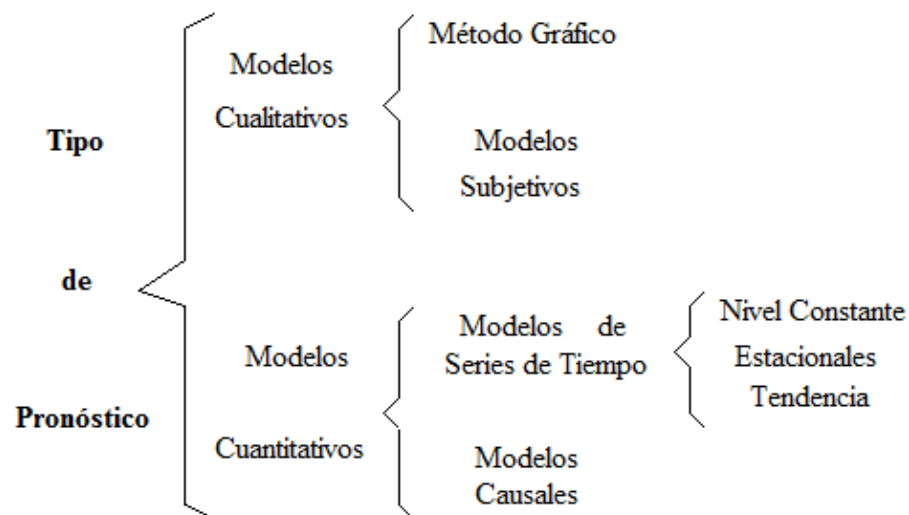 Tipo
de
Pronóstico
Modelos
Cualitativos
Método Gráfico
Modelos
Subjetivos
Modelos
Cuantitativos
Modelos de
Series de Tiempo
Nivel Constante
Estacionales
Tendencia
Modelos
Causales